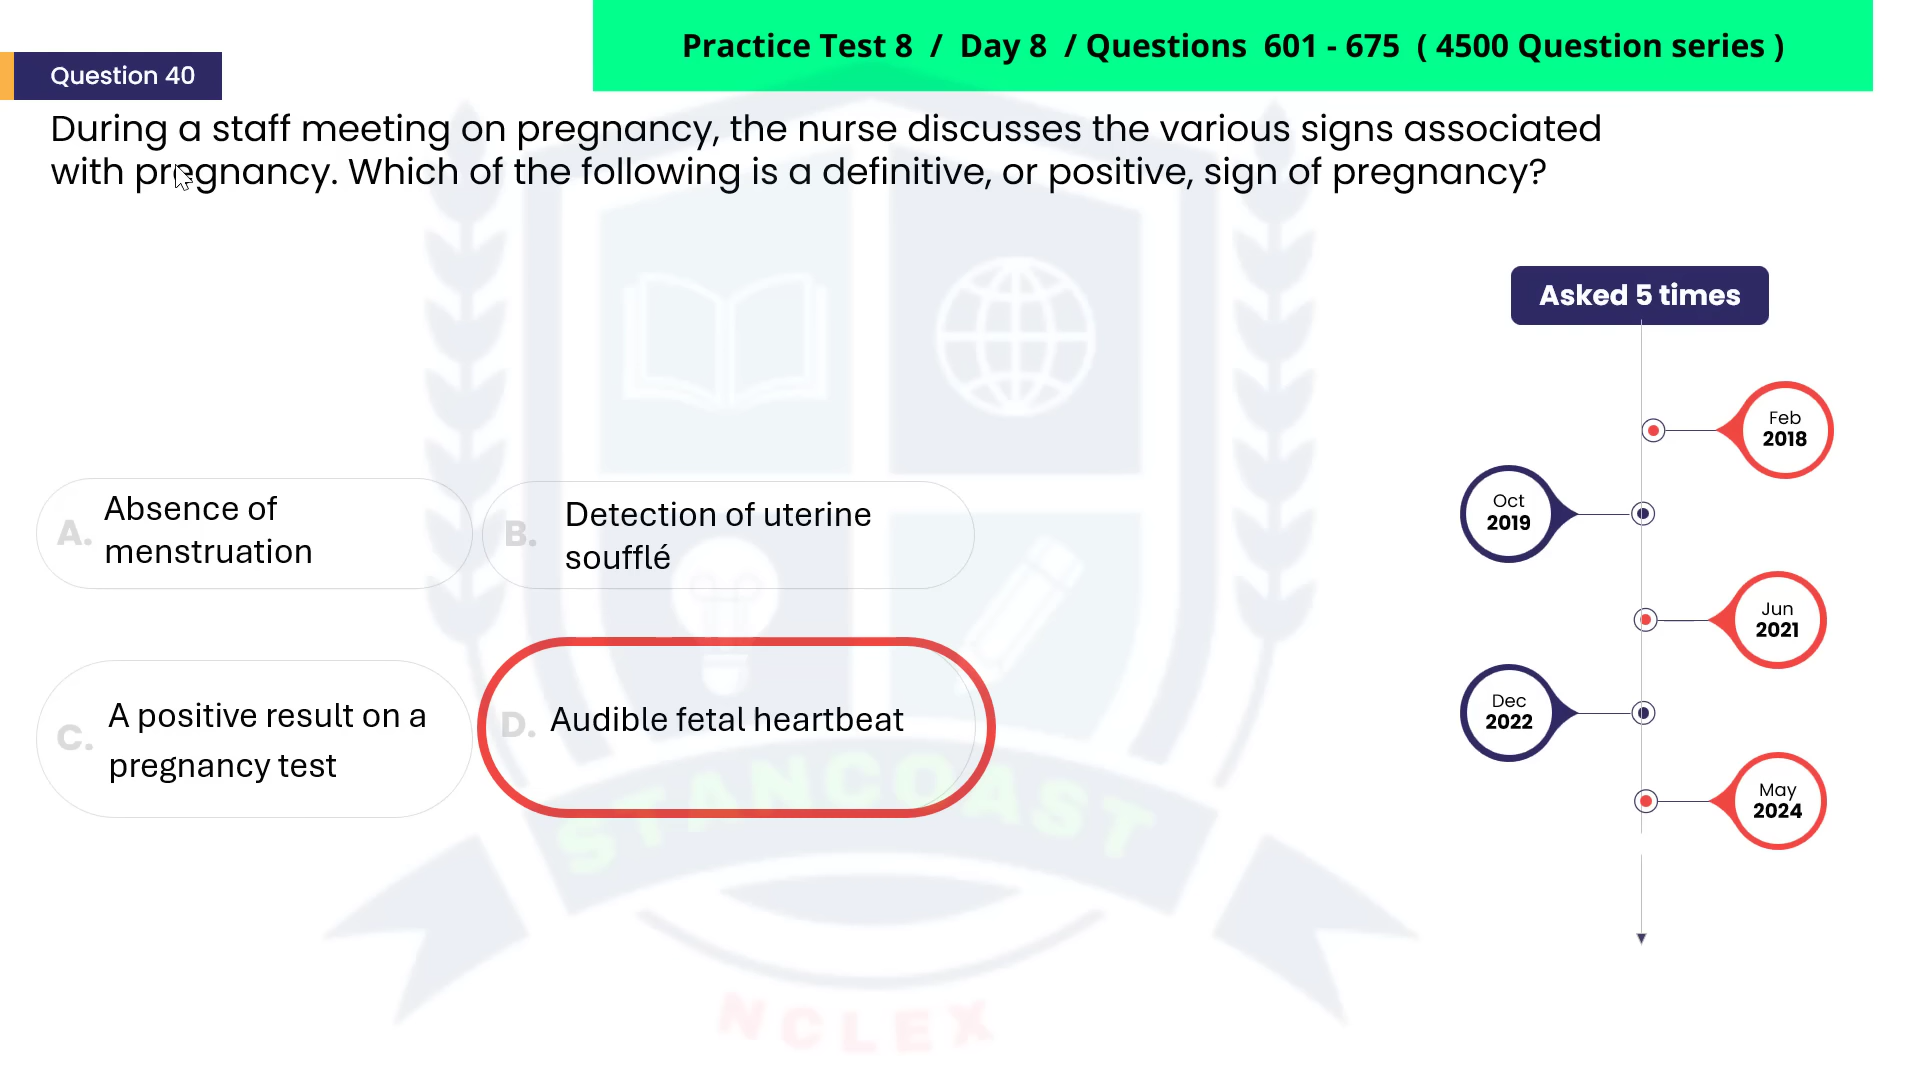 Practice Test 8 / Day 8 / Questions 601 - 675 ( 4500 Question series )
Question 40
During a staff meeting on pregnancy, the nurse discusses the various signs associated
with pregnancy. Which of the following is a definitive, or positive, sign of pregnancy?
Asked 5 times
Feb
2018
Oct
2019
Jun
2021
Dec
2022
May
2024
A. Absence of
menstruation
B. Detection of uterine
soufflé
C. A positive result on a
pregnancy test
D. Audible fetal heartbeat
STANCOAST
NCLEX